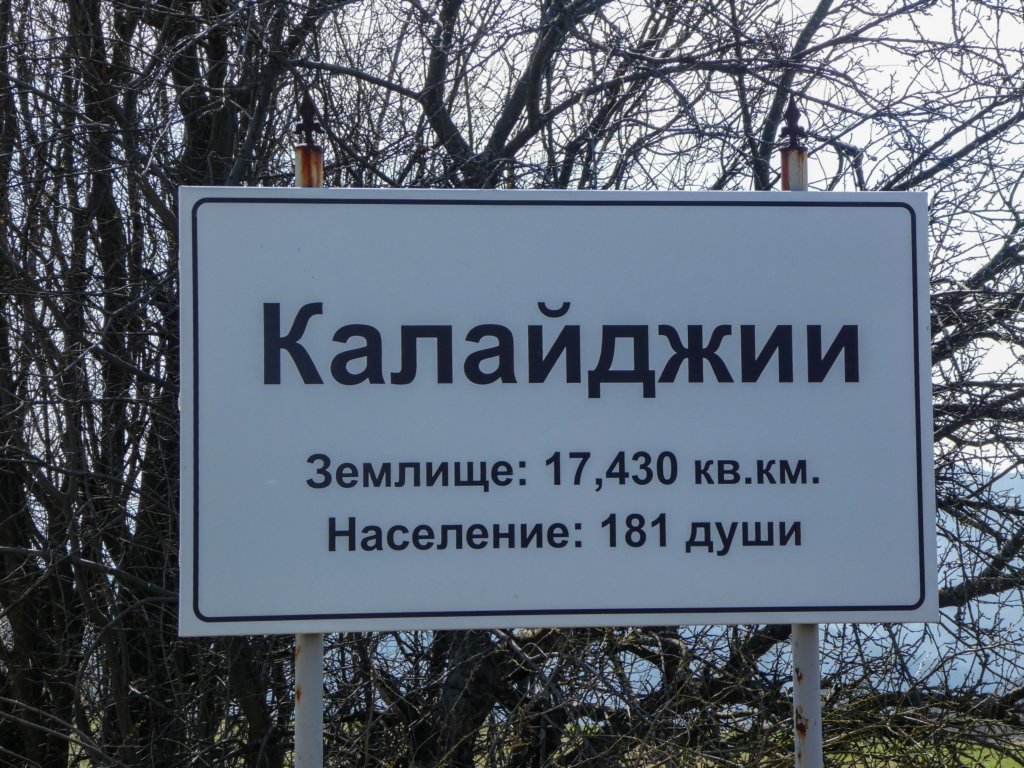 Калайджии
Землище: 17,430 кв.км.
Население: 181 души